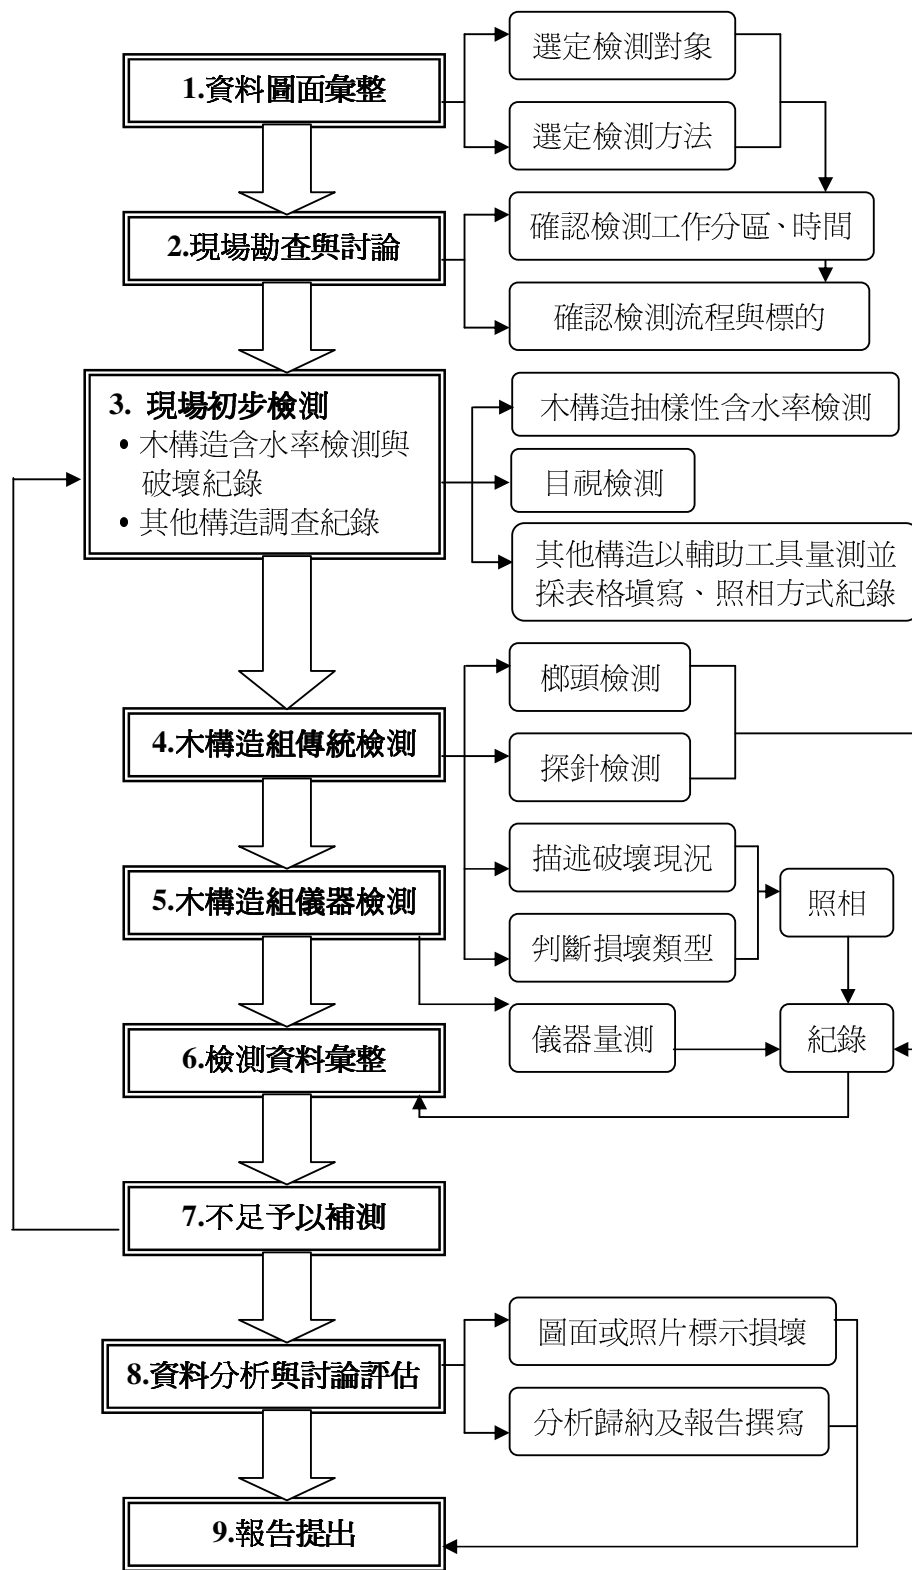 1.資料圖面彙整
選定檢測對象
選定檢測方法
2.現場勘查與討論
確認檢測工作分區、時間
確認檢測流程與標的
3. 現場初步檢測
• 木構造含水率檢測與
破壞紀錄
• 其他構造調查紀錄
木構造抽樣性含水率檢測
目視檢測
其他構造以輔助工具量測並
採表格填寫、照相方式紀錄
4.木構造組傳統檢測
榔頭檢測
探針檢測
描述破壞現況
判斷損壞類型
照相
5.木構造組儀器檢測
儀器量測
紀錄
6.檢測資料彙整
7.不足予以補測
8.資料分析與討論評估
圖面或照片標示損壞
分析歸納及報告撰寫
9.報告提出